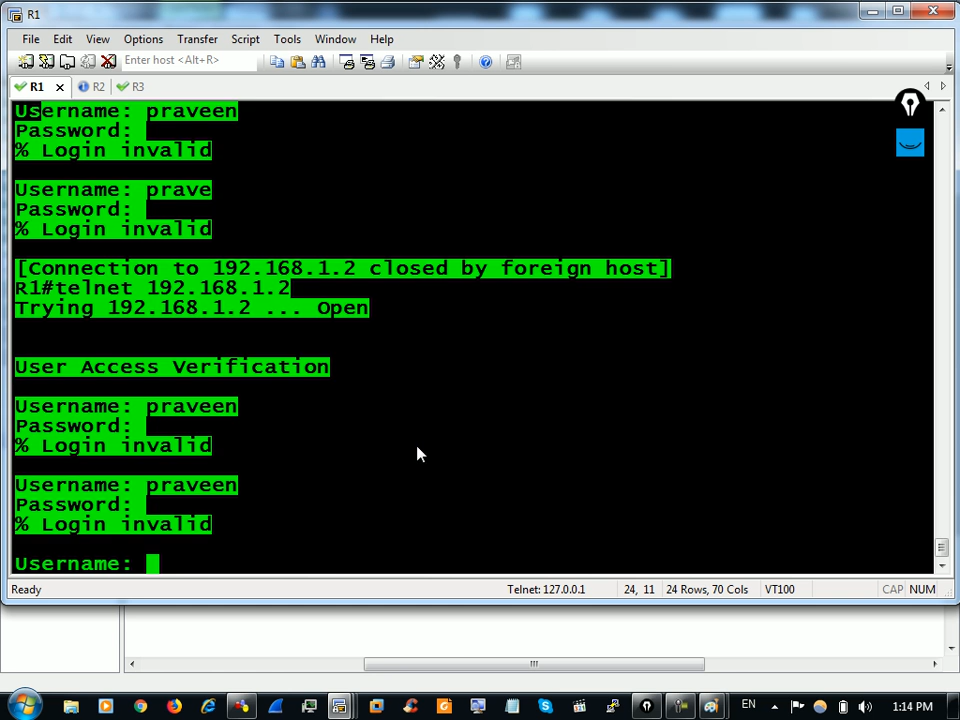 R1
File Edit View Options Transfer Script Tools Window Help
Enter host <Alt+R>
R1 R2 R3
Username: praveen
Password:
% Login invalid
Username: prave
Password:
% Login invalid
[Connection to 192.168.1.2 closed by foreign host]
R1#telnet 192.168.1.2
Trying 192.168.1.2 ... Open
User Access Verification
Username: praveen
Password:
% Login invalid
Username: praveen
Password:
% Login invalid
Username:
Ready Telnet: 127.0.0.1 24, 11 24 Rows, 70 Cols VT100 CAP NUM
EN 1:14 PM